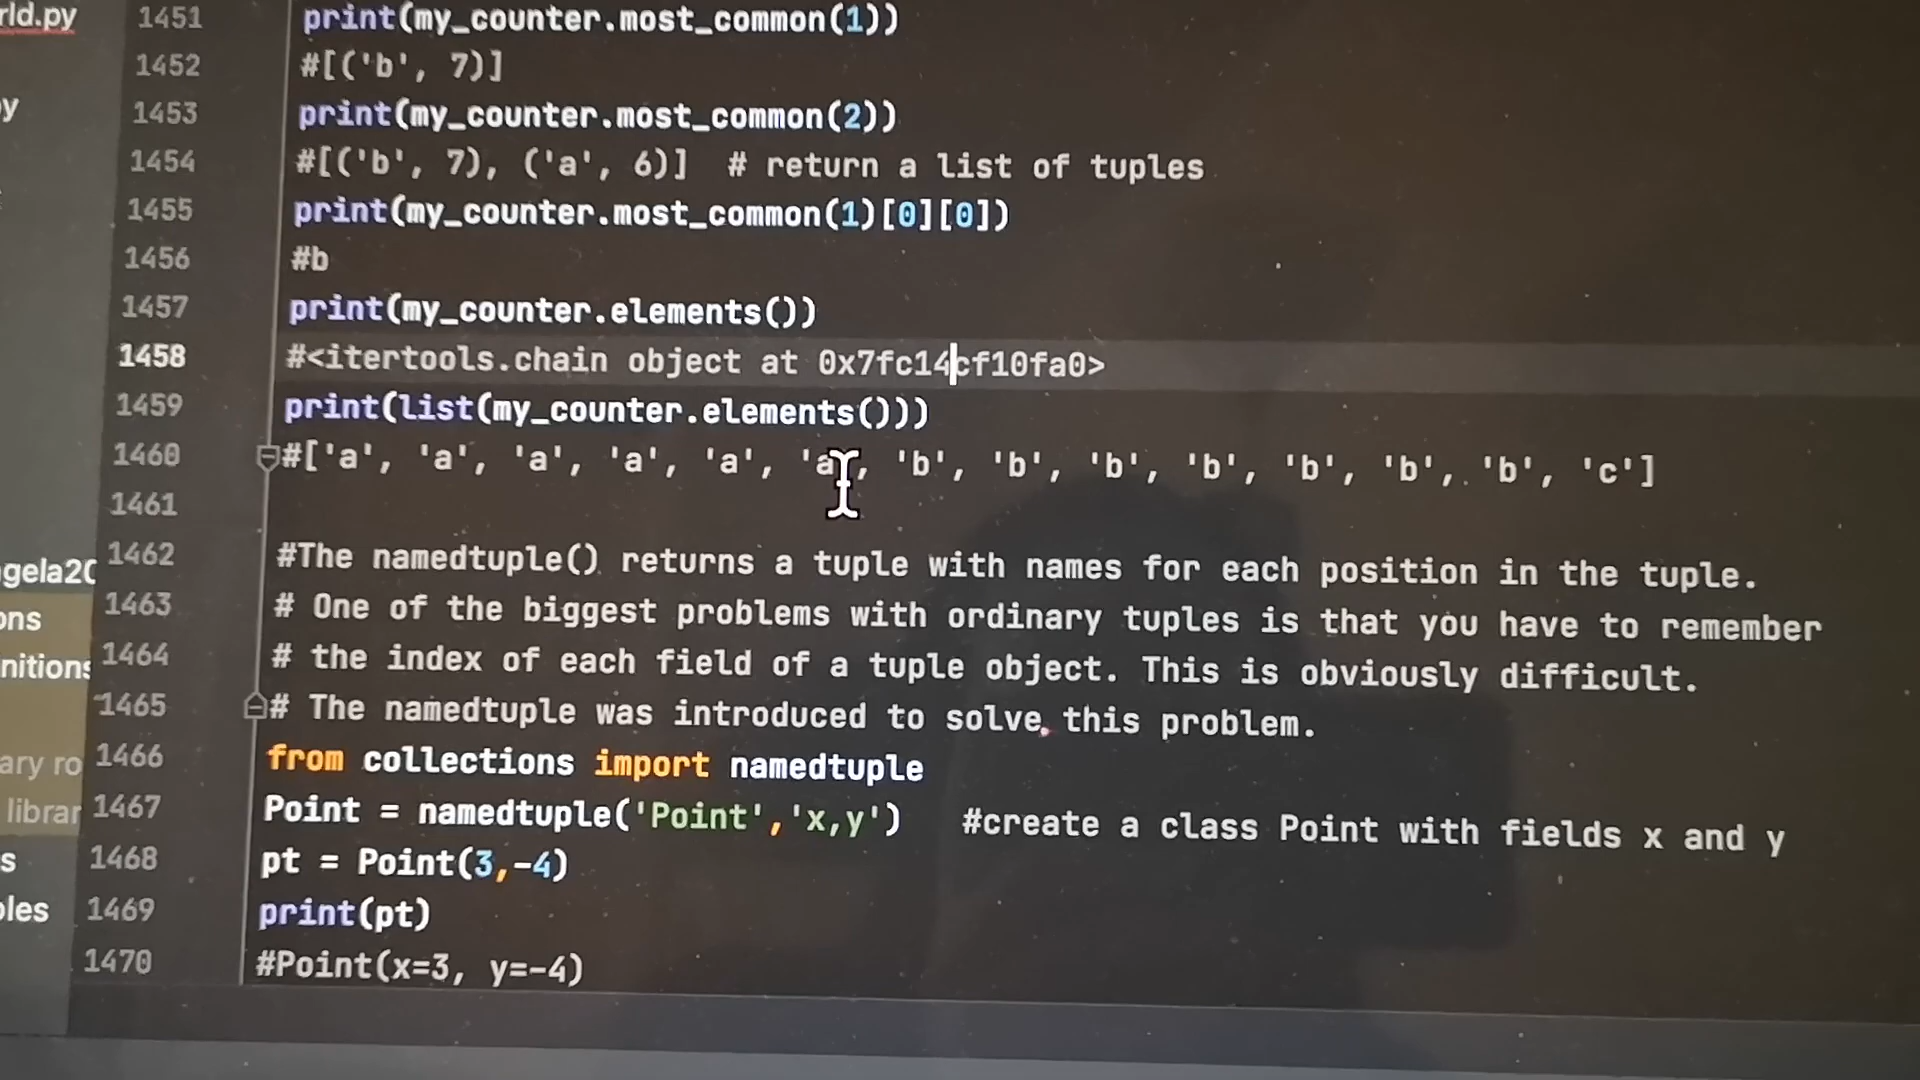 rld.py
1451 print(my_counter.most_common(1))
1452 #[('b', 7)]
1453 print(my_counter.most_common(2))
1454 #[('b', 7), ('a', 6)]  # return a list of tuples
1455 print(my_counter.most_common(1)[0][0])
1456 #b
1457 print(my_counter.elements())
1458 #<itertools.chain object at 0x7fc14cf10fa0>
1459 print(list(my_counter.elements()))
1460 #['a', 'a', 'a', 'a', 'a', 'a', 'b', 'b', 'b', 'b', 'b', 'b', 'b', 'c']
1461
gela20
1462 #The namedtuple() returns a tuple with names for each position in the tuple.
ons
1463 # One of the biggest problems with ordinary tuples is that you have to remember
nitions
1464 # the index of each field of a tuple object. This is obviously difficult.
1465 # The namedtuple was introduced to solve this problem.
ary ro
1466 from collections import namedtuple
librar
1467 Point = namedtuple('Point','x,y')   #create a class Point with fields x and y
s
1468 pt = Point(3,-4)
oles
1469 print(pt)
1470 #Point(x=3, y=-4)